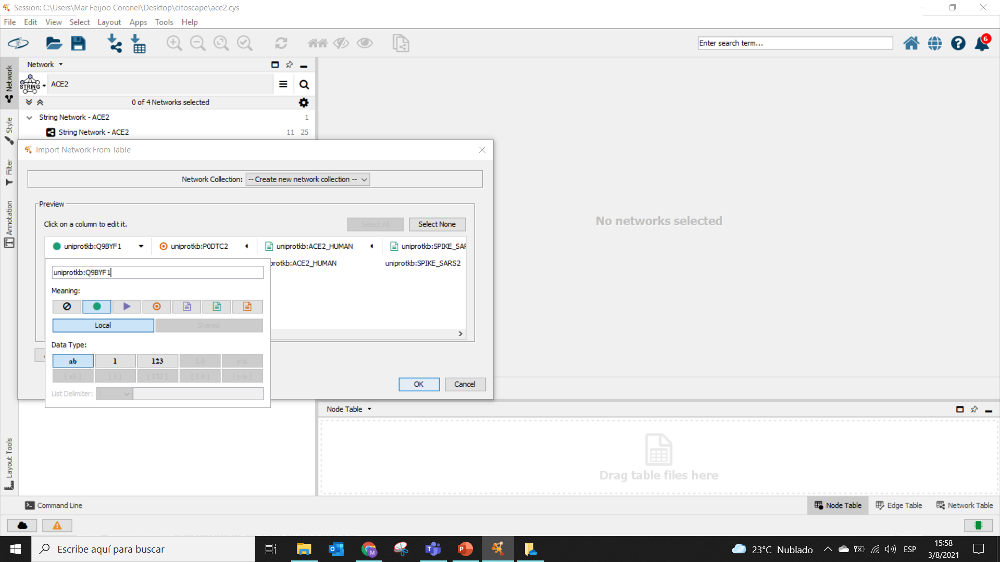 Session: C:\Users\Mar Feijoo Coronel\Desktop\citoscape\ace2.cys
File Edit View Select Layout Apps Tools Help
Enter search term...
6
Network
STRING ACE2
0 of 4 Networks selected
String Network - ACE2 1
String Network - ACE2 11 25
Network
Style
Filter
Annotation
Layout Tools
Import Network From Table
Network Collection: -- Create new network collection --
Preview
Click on a column to edit it. Select All Select None
uniprotkb:Q9BYF1 uniprotkb:P0DTC2 uniprotkb:ACE2_HUMAN uniprotkb:SPIKE_SAR
protkb:ACE2_HUMAN uniprotkb:SPIKE_SARS2
uniprotkb:Q9BYF1
Meaning:
Local Shared
Data Type:
ab 1 123 1.0 y/n
[ ab ] [ 1 ] [ 123 ] [ 1.0 ] [ y/n ]
List Delimiter:
OK Cancel
No networks selected
Node Table
Drag table files here
Command Line
Node Table Edge Table Network Table
Escribe aquí para buscar
23°C Nublado
ESP
15:58
3/8/2021